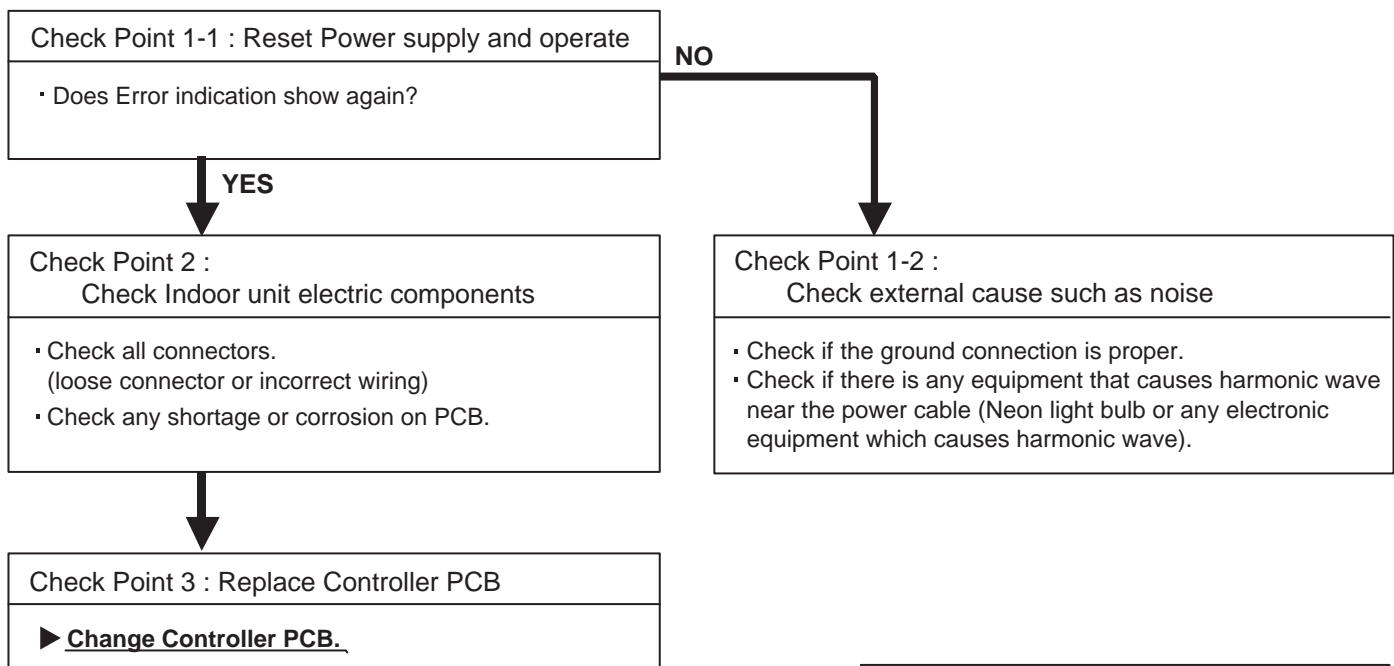 Check Point 1-1 : Reset Power supply and operate
・Does Error indication show again?
NO
YES
Check Point 2 :
Check Indoor unit electric components
・Check all connectors.
(loose connector or incorrect wiring)
・Check any shortage or corrosion on PCB.
Check Point 1-2 :
Check external cause such as noise
・Check if the ground connection is proper.
・Check if there is any equipment that causes harmonic wave
near the power cable (Neon light bulb or any electronic
equipment which causes harmonic wave).
Check Point 3 : Replace Controller PCB
▶ Change Controller PCB.